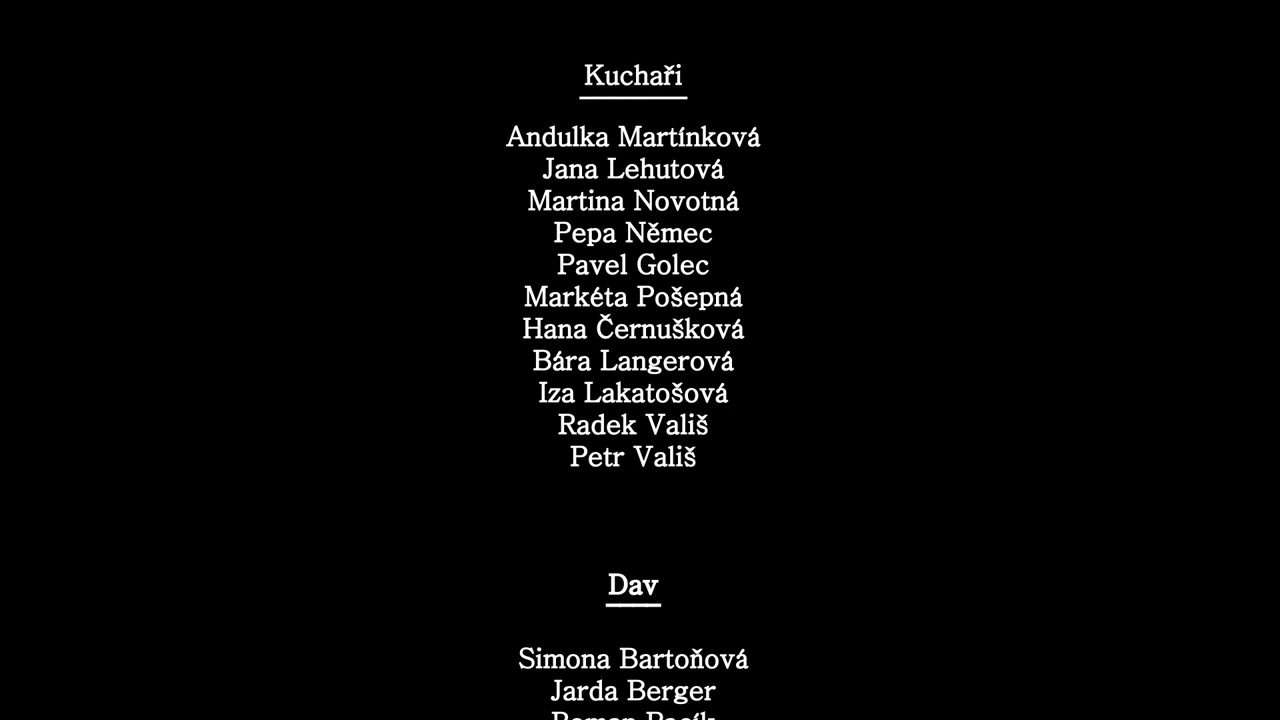 Kuchaři
Andulka Martínková
Jana Lehutová
Martina Novotná
Pepa Němec
Pavel Golec
Markéta Pošepná
Hana Černušková
Bára Langerová
Iza Lakatošová
Radek Vališ
Petr Vališ
Dav
Simona Bartoňová
Jarda Berger